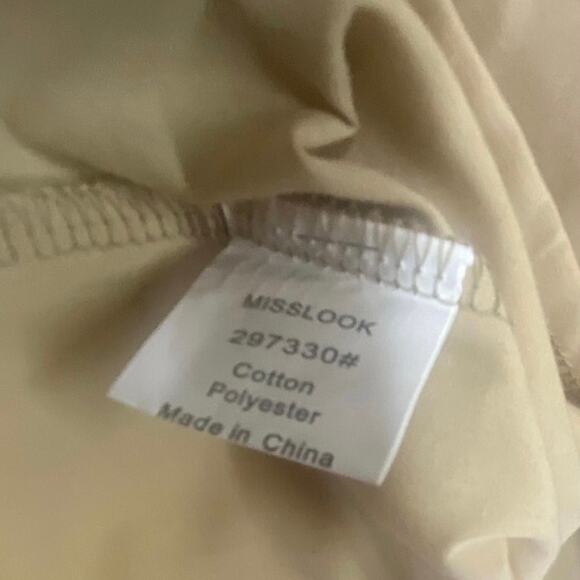 MISSLOOK
297330#
Cotton
Polyester
Made in China